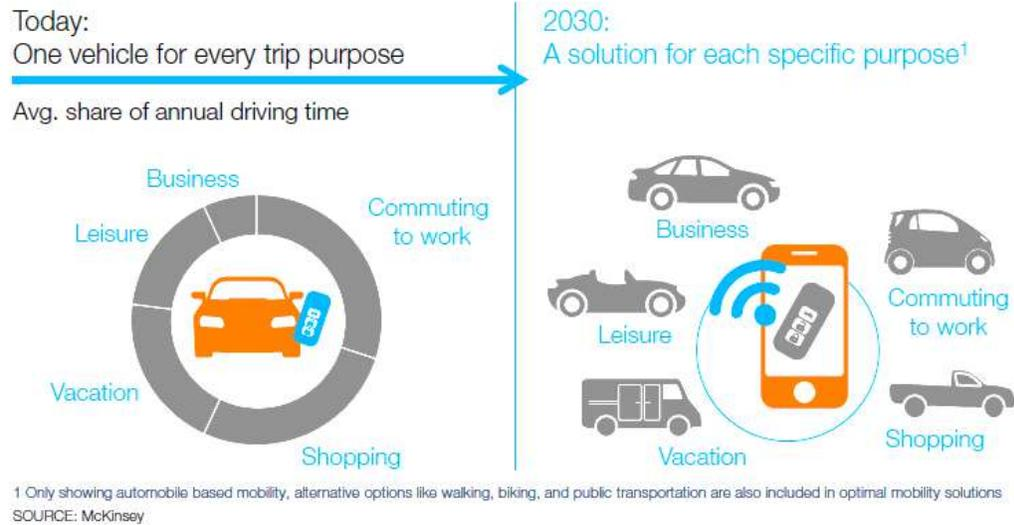 Today:
One vehicle for every trip purpose
Avg. share of annual driving time
Business
Leisure
Commuting
to work
Vacation
Shopping
2030:
A solution for each specific purpose¹
Business
Leisure
Commuting
to work
Vacation
Shopping
1 Only showing automobile based mobility, alternative options like walking, biking, and public transportation are also included in optimal mobility solutions
SOURCE: McKinsey